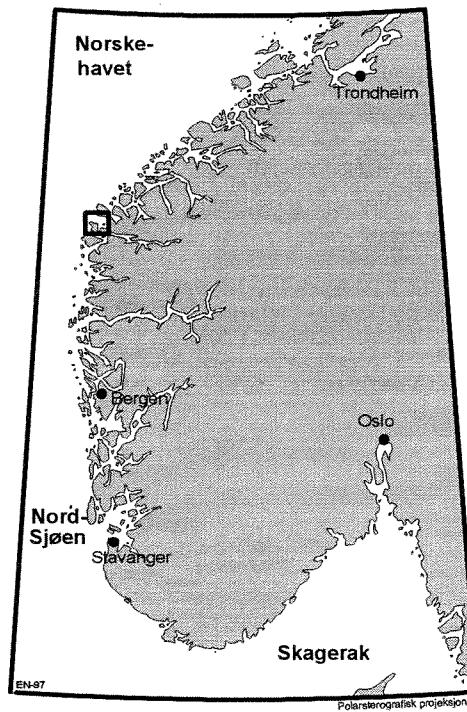 Norske-
havet
Trondheim
Bergen
Oslo
Nord-
Sjøen
Stavanger
Skagerak
EN-97
Polarsterografisk projeksjon